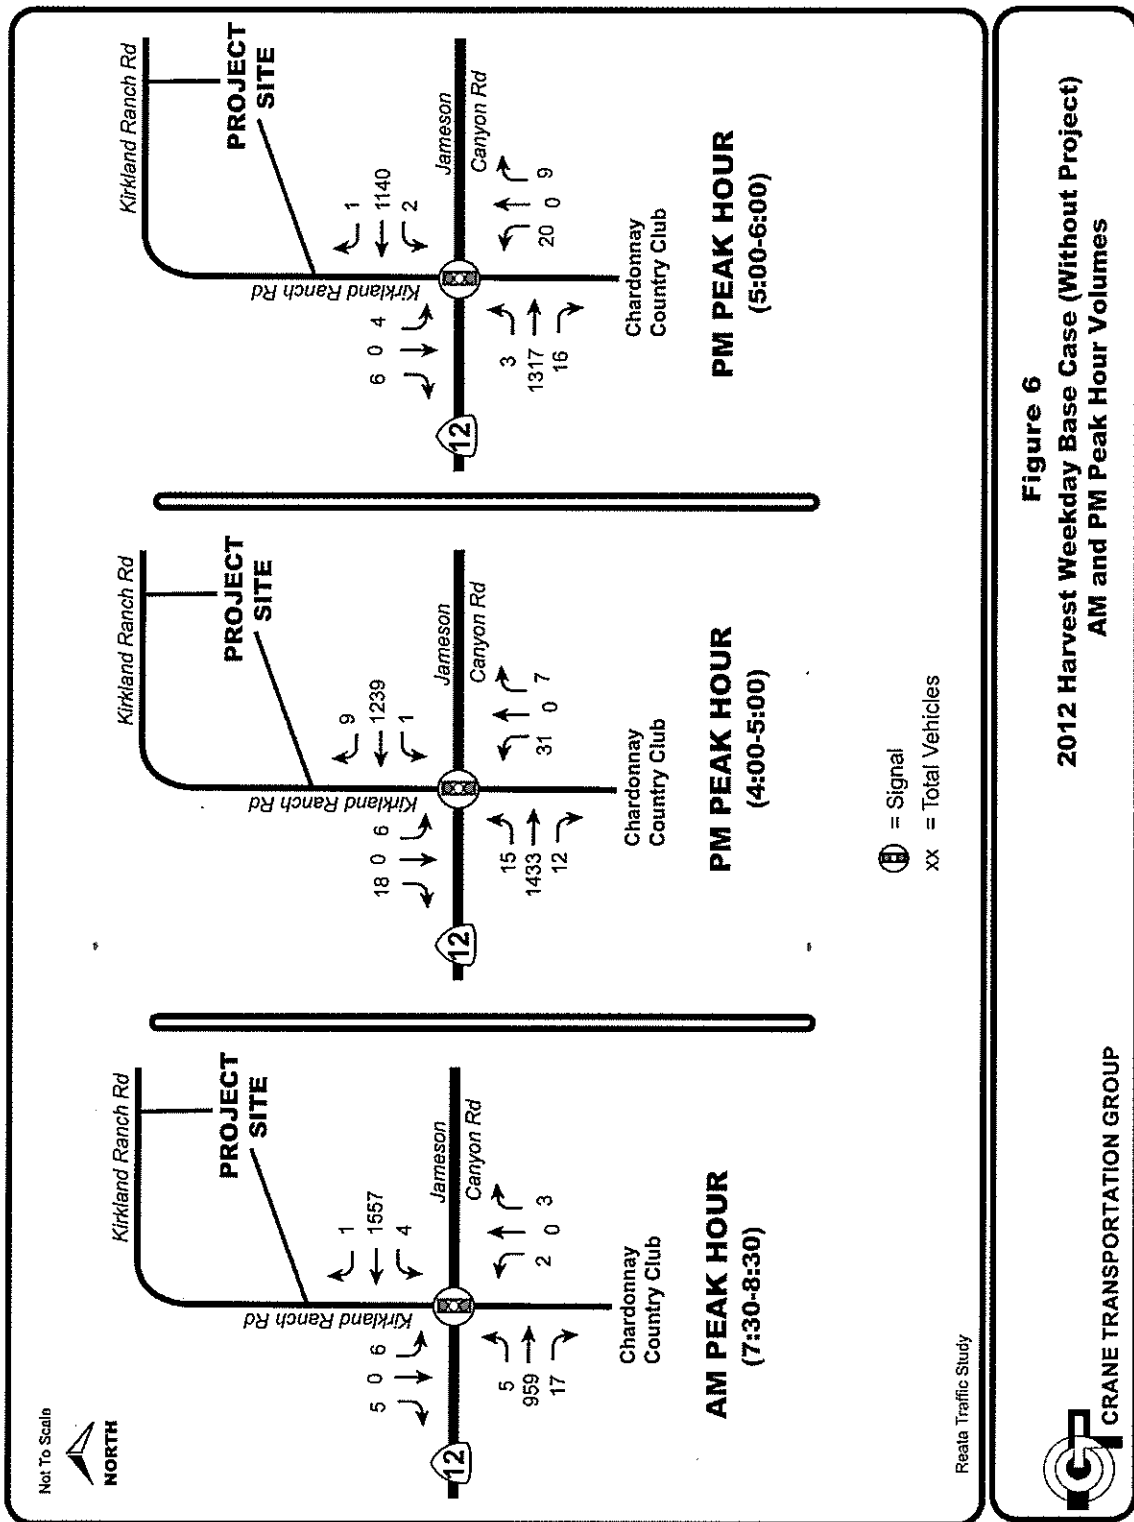 Not To Scale
NORTH
Kirkland Ranch Rd
PROJECT
SITE
Kirkland Ranch Rd
1
1557
4
5 0 6
12
Jameson
Canyon Rd
5
959
17
2 0 3
Chardonnay
Country Club
AM PEAK HOUR
(7:30-8:30)
Kirkland Ranch Rd
PROJECT
SITE
Kirkland Ranch Rd
9
1239
1
18 0 6
12
Jameson
Canyon Rd
15
1433
12
31 0 7
Chardonnay
Country Club
PM PEAK HOUR
(4:00-5:00)
Kirkland Ranch Rd
PROJECT
SITE
Kirkland Ranch Rd
1
1140
2
6 0 4
12
Jameson
Canyon Rd
3
1317
16
20 0 9
Chardonnay
Country Club
PM PEAK HOUR
(5:00-6:00)
= Signal
xx = Total Vehicles
Reata Traffic Study
CRANE TRANSPORTATION GROUP
Figure 6
2012 Harvest Weekday Base Case (Without Project)
AM and PM Peak Hour Volumes